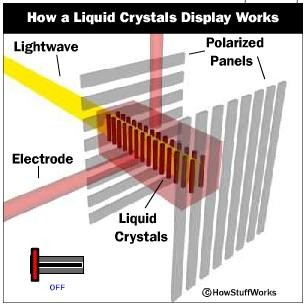 How a Liquid Crystals Display Works
Lightwave
Polarized
Panels
Electrode
Liquid
Crystals
OFF
©HowStuffWorks